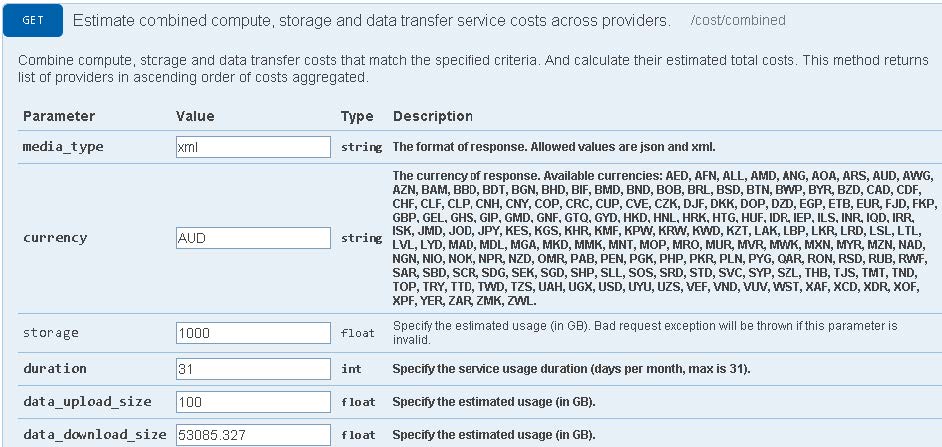 GET Estimate combined compute, storage and data transfer service costs across providers. /cost/combined
Combine compute, storage and data transfer costs that match the specified criteria. And calculate their estimated total costs. This method returns
list of providers in ascending order of costs aggregated.
Parameter Value Type Description
media_type xml string The format of response. Allowed values are json and xml.
The currency of response. Available currencies: AED, AFN, ALL, AMD, ANG, AOA, ARS, AUD, AWG,
AZN, BAM, BBD, BDT, BGN, BHD, BIF, BMD, BND, BOB, BRL, BSD, BTN, BWP, BYR, BZD, CAD, CDF,
CHF, CLF, CLP, CNH, CNY, COP, CRC, CUP, CVE, CZK, DJF, DKK, DOP, DZD, EGP, ETB, EUR, FJD, FKP,
GBP, GEL, GHS, GIP, GMD, GNF, GTQ, GYD, HKD, HNL, HRK, HTG, HUF, IDR, IEP, ILS, INR, IQD, IRR,
currency AUD string ISK, JMD, JOD, JPY, KES, KGS, KHR, KMF, KPW, KRW, KWD, KZT, LAK, LBP, LKR, LRD, LSL, LTL,
LVL, LYD, MAD, MDL, MGA, MKD, MMK, MNT, MOP, MRO, MUR, MVR, MWK, MXN, MYR, MZN, NAD,
NGN, NIO, NOK, NPR, NZD, OMR, PAB, PEN, PGK, PHP, PKR, PLN, PYG, QAR, RON, RSD, RUB, RWF,
SAR, SBD, SCR, SDG, SEK, SGD, SHP, SLL, SOS, SRD, STD, SVC, SYP, SZL, THB, TJS, TMT, TND,
TOP, TRY, TTD, TWD, TZS, UAH, UGX, USD, UYU, UZS, VEF, VND, VUV, WST, XAF, XCD, XDR, XOF,
XPF, YER, ZAR, ZMK, ZWL.
storage 1000 float Specify the estimated usage (in GB). Bad request exception will be thrown if this parameter is
invalid.
duration 31 int Specify the service usage duration (days per month, max is 31).
data_upload_size 100 float Specify the estimated usage (in GB).
data_download_size 53085.327 float Specify the estimated usage (in GB).